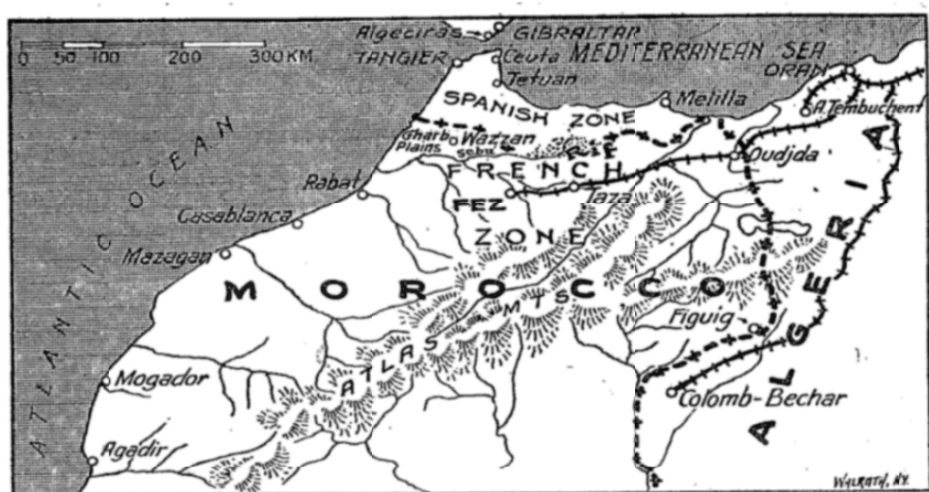 Algeciras
GIBRALTAR
0 50 100 200 300 KM
TANGIER
Ceuta
MEDITERRANEAN SEA
ORAN
Tetuan
Melilla
A. Tembuchent
SPANISH ZONE
Gharb
Plains
Wazzan
Sebu
RIF
Oudjda
FRENCH
Rabat
FEZ
Taza
ZONE
Casablanca
Mazagan
ATLANTIC OCEAN
MOROCCO
ATLAS MTS
Figuig
ALGERIA
Mogador
Colomb-Bechar
Agadir